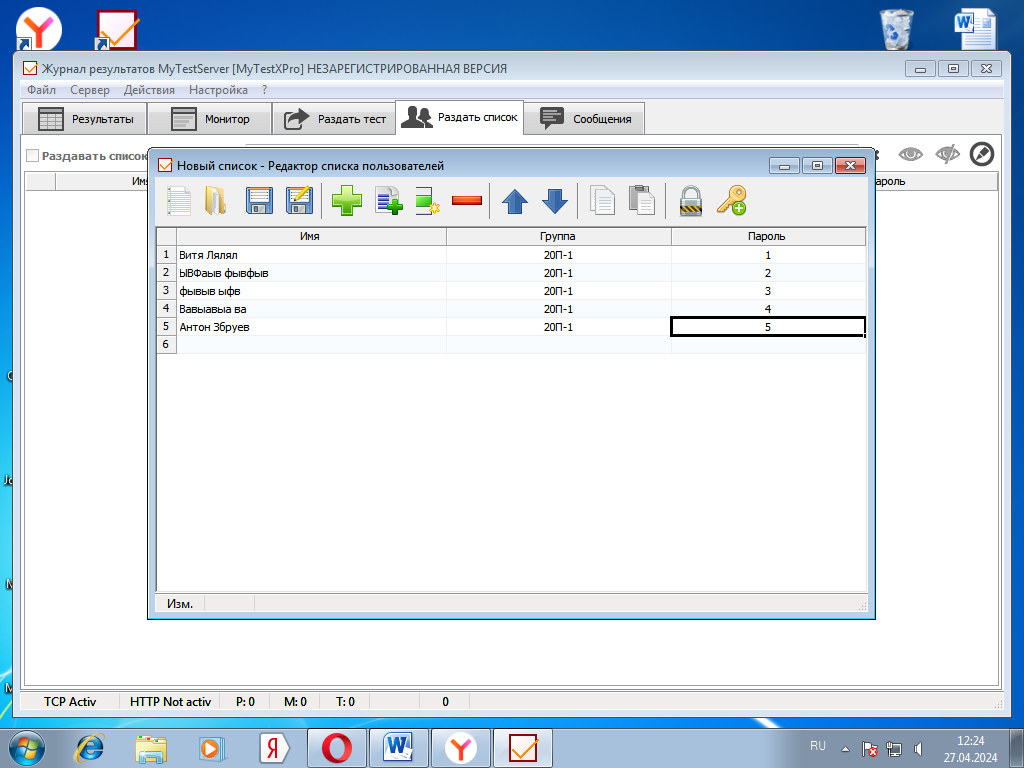 Журнал результатов MyTestServer [MyTestXPro] НЕЗАРЕГИСТРИРОВАННАЯ ВЕРСИЯ
Файл Сервер Действия Настройка ?
Результаты Монитор Раздать тест Раздать список Сообщения
Раздавать список
Новый список - Редактор списка пользователей
Имя Группа Пароль
1 Витя Лялял 20П-1 1
2 ЫВФаыв фывфыв 20П-1 2
3 фывыв ыфв 20П-1 3
4 Вавыавыа ва 20П-1 4
5 Антон Збруев 20П-1 5
6
Изм.
TCP Activ HTTP Not activ P: 0 M: 0 T: 0 0
RU 12:24
27.04.2024